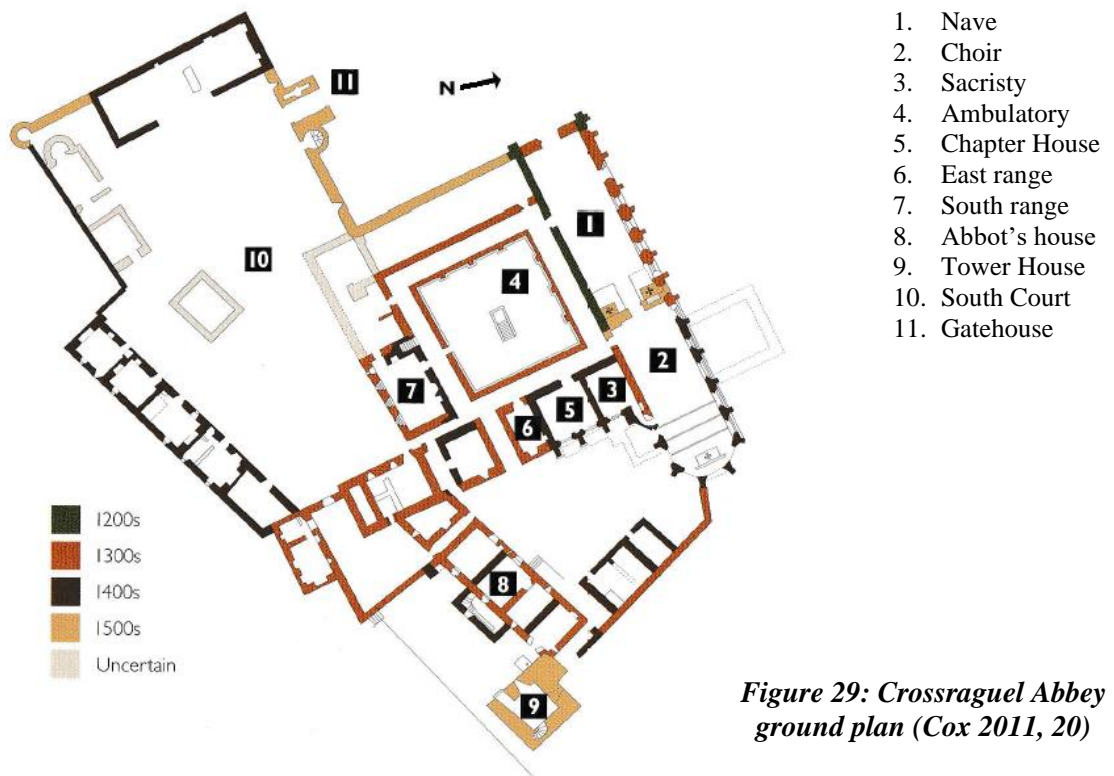 11
N
1
10
4
2
3
5
6
7
8
9
1200s
1300s
1400s
1500s
Uncertain
1. Nave
2. Choir
3. Sacristy
4. Ambulatory
5. Chapter House
6. East range
7. South range
8. Abbot's house
9. Tower House
10. South Court
11. Gatehouse
Figure 29: Crossraguel Abbey
ground plan (Cox 2011, 20)